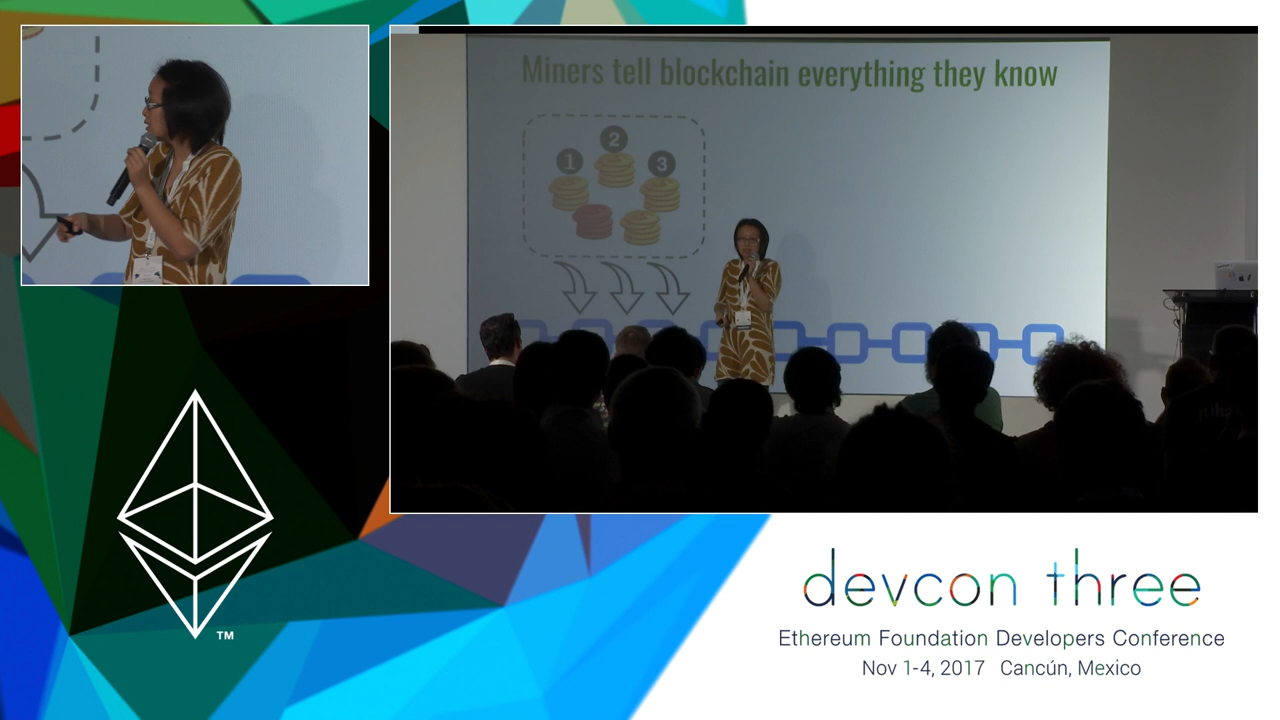 Miners tell blockchain everything they know
1
2
3
TM
devcon three
Ethereum Foundation Developers Conference
Nov 1-4, 2017 Cancún, Mexico